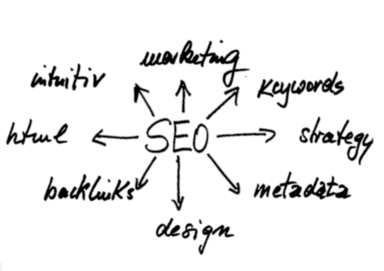 marketing
intuitiv
keywords
html
SEO
strategy
backlinks
metadata
design